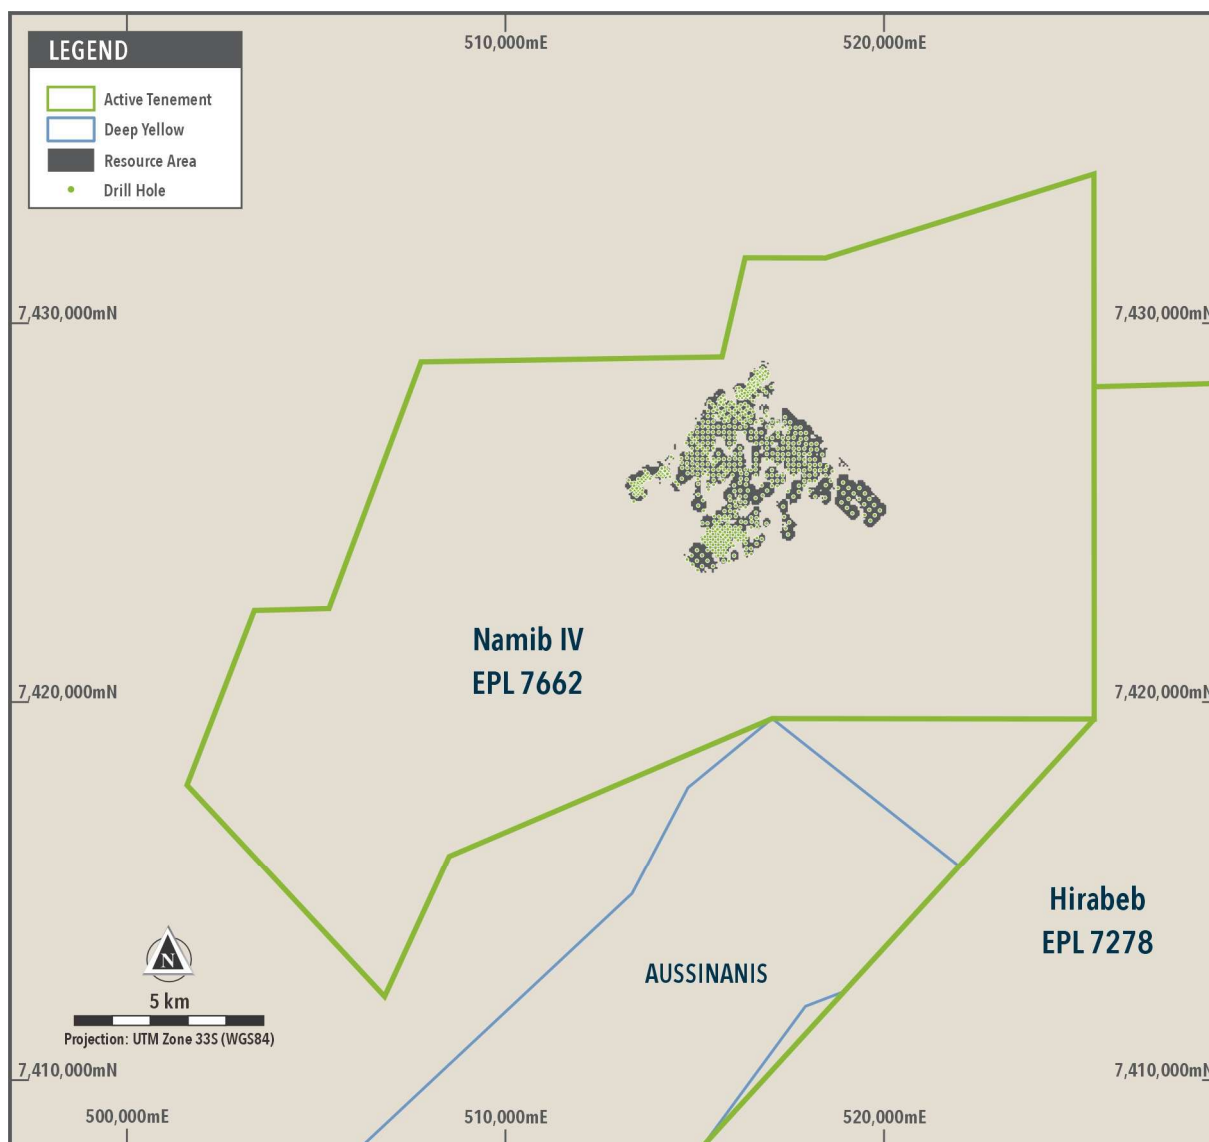 510,000mE
520,000mE
LEGEND
Active Tenement
Deep Yellow
Resource Area
Drill Hole
7,430,000mN
7,430,000mN
Namib IV
EPL 7662
7,420,000mN
7,420,000mN
Hirabeb
EPL 7278
AUSSINANIS
N
5 km
Projection: UTM Zone 33S (WGS84)
7,410,000mN
7,410,000mN
500,000mE
510,000mE
520,000mE